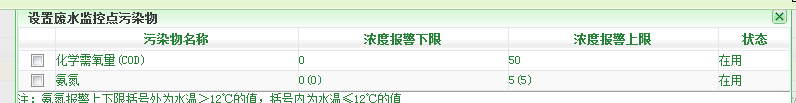 设置废水监控点污染物
污染物名称 浓度报警下限 浓度报警上限 状态
化学需氧量(COD) 0 50 在用
氨氮 0(0) 5(5) 在用
注：氨氮报警上下限括号外为水温＞12℃的值，括号内为水温≤12℃的值